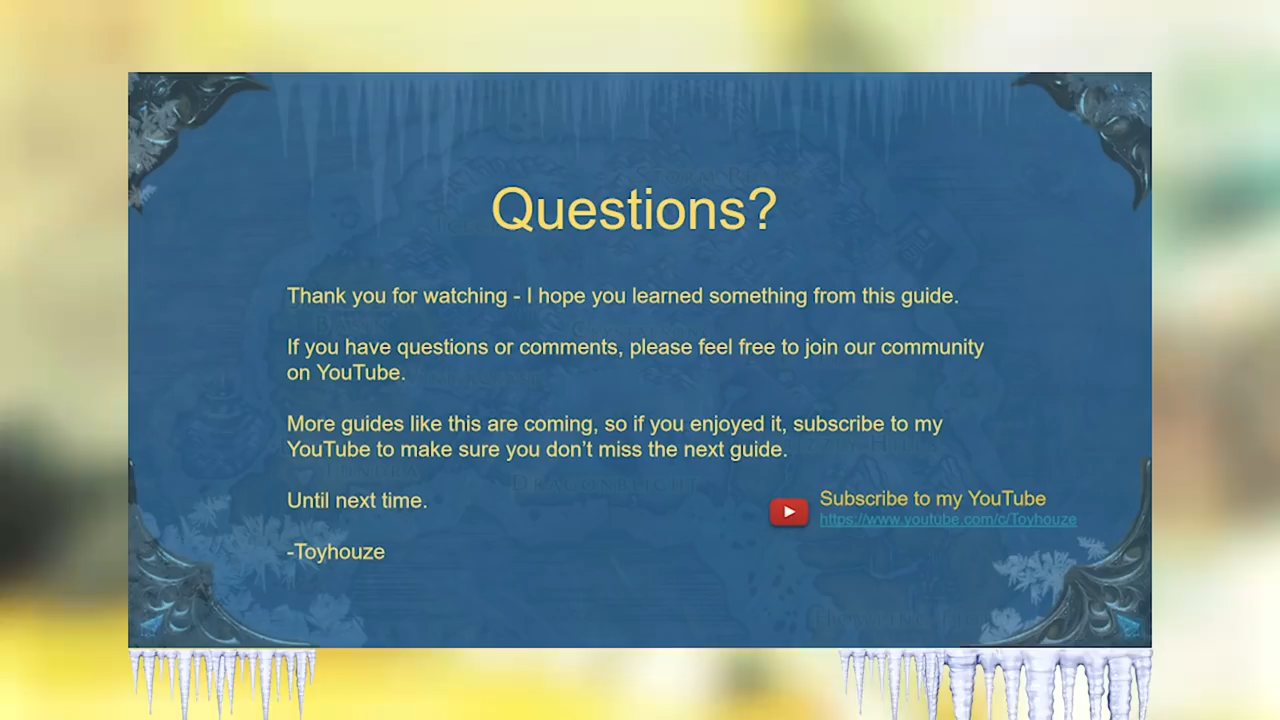 Questions?
Thank you for watching - I hope you learned something from this guide.
If you have questions or comments, please feel free to join our community
on YouTube.
More guides like this are coming, so if you enjoyed it, subscribe to my
YouTube to make sure you don’t miss the next guide.
DRAGONBLIGHT
Until next time.
Subscribe to my YouTube
https://www.youtube.com/c/Toyhouze
-Toyhouze